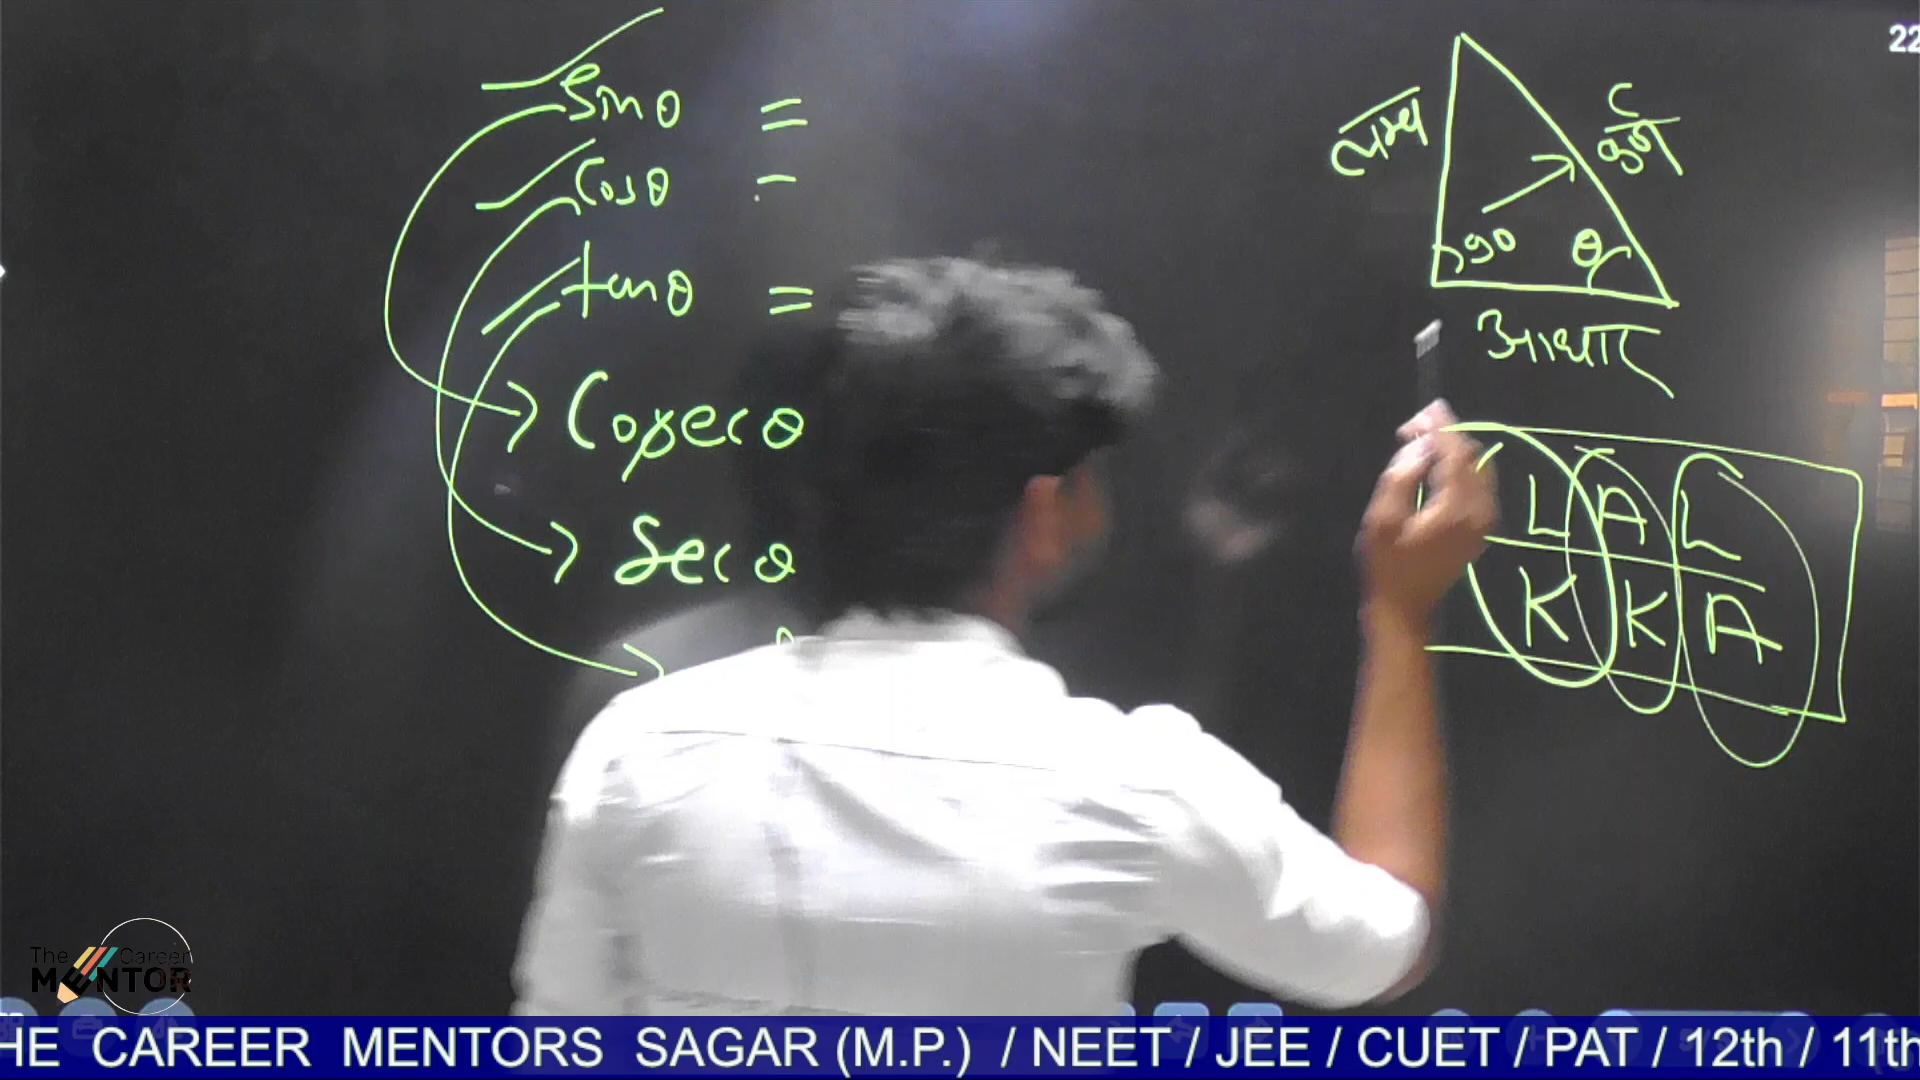 sinθ =
cosθ =
tanθ =
Cosecθ
Secθ
22
लम्ब
कर्ण
90 θ
आधार
L A L
K K A
The Career
MENTOR
HE CAREER MENTORS SAGAR (M.P.) / NEET / JEE / CUET / PAT / 12th / 11th